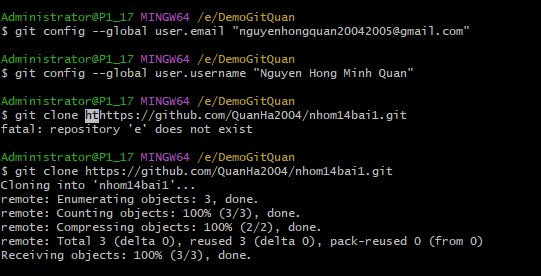 Administrator@P1_17 MINGW64 /e/DemoGitQuan
$ git config --global user.email "nguyenhongquan20042005@gmail.com"
Administrator@P1_17 MINGW64 /e/DemoGitQuan
$ git config --global user.username "Nguyen Hong Minh Quan"
Administrator@P1_17 MINGW64 /e/DemoGitQuan
$ git clone hthttps://github.com/QuanHa2004/nhom14bai1.git
fatal: repository 'e' does not exist
Administrator@P1_17 MINGW64 /e/DemoGitQuan
$ git clone https://github.com/QuanHa2004/nhom14bai1.git
Cloning into 'nhom14bai1'...
remote: Enumerating objects: 3, done.
remote: Counting objects: 100% (3/3), done.
remote: Compressing objects: 100% (2/2), done.
remote: Total 3 (delta 0), reused 3 (delta 0), pack-reused 0 (from 0)
Receiving objects: 100% (3/3), done.